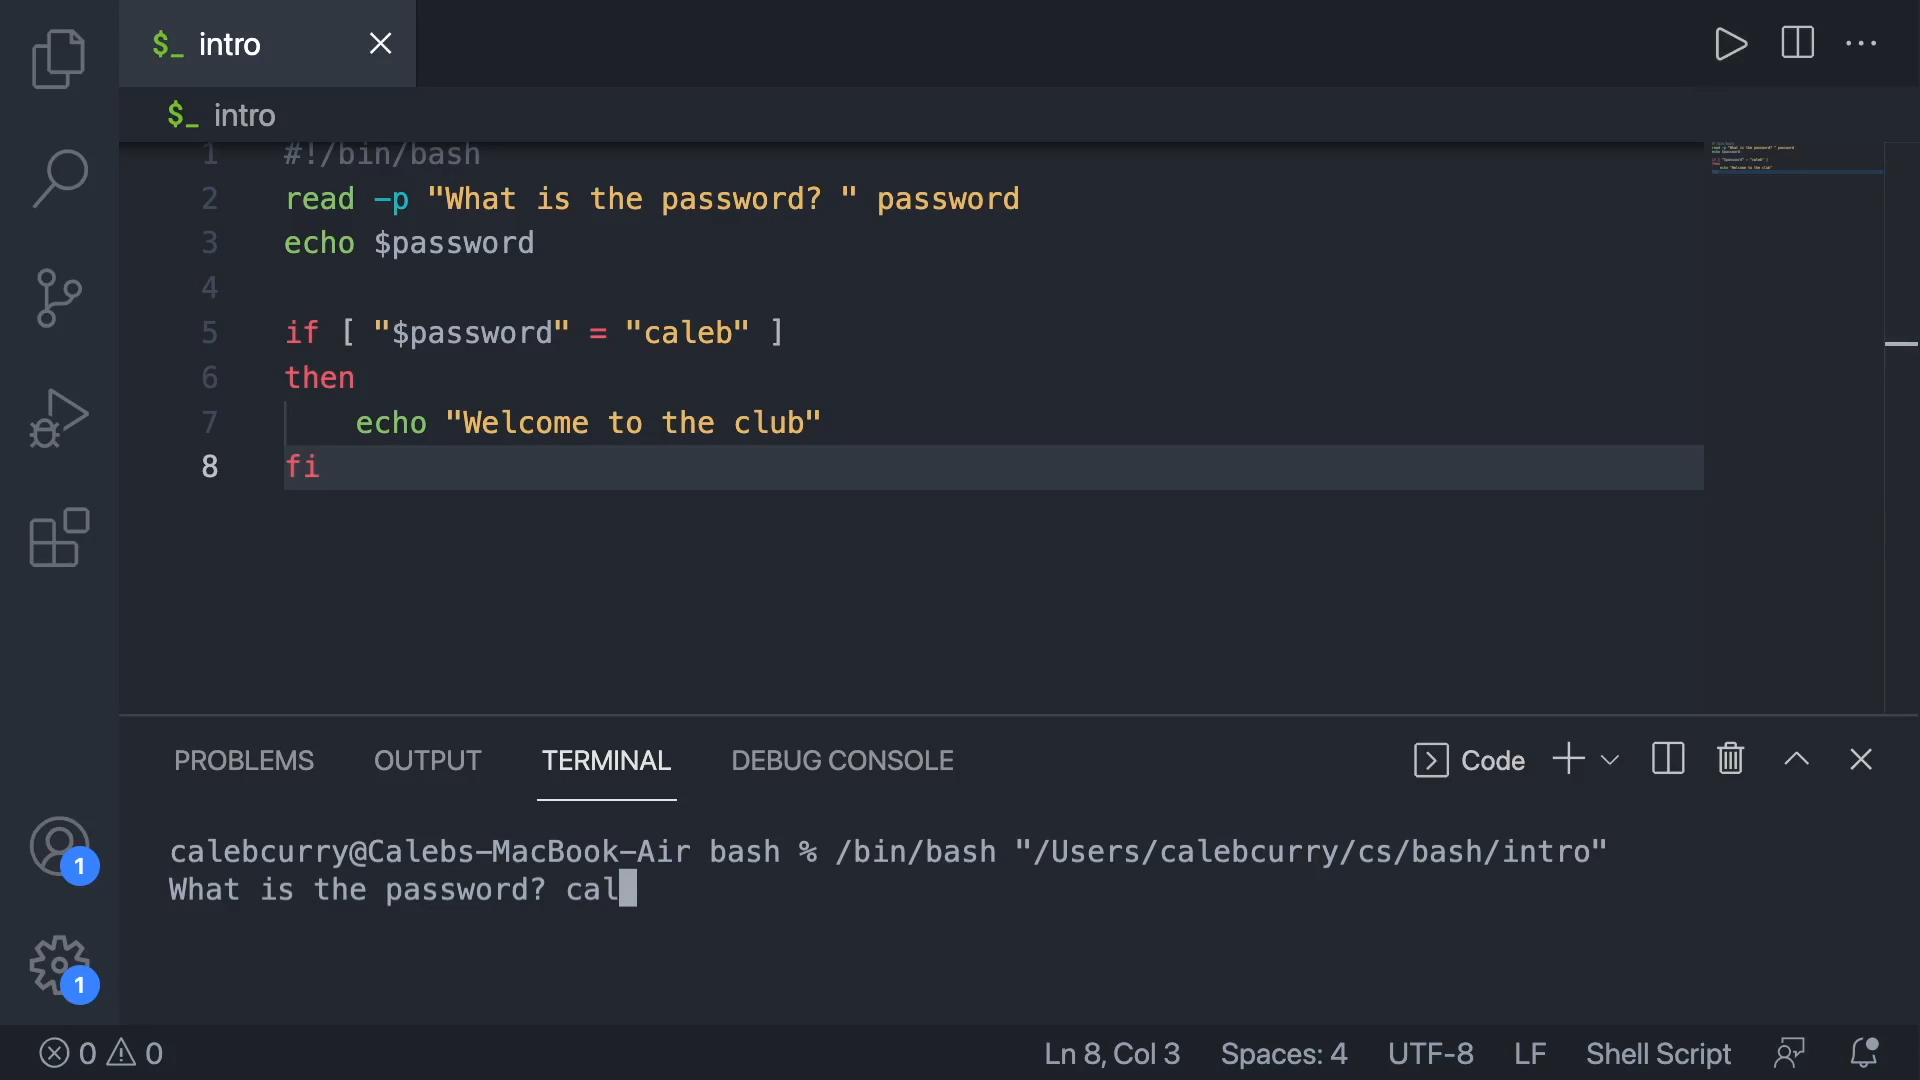 $_ intro
$_ intro
1 #!/bin/bash
2 read -p "What is the password? " password
3 echo $password
4
5 if [ "$password" = "caleb" ]
6 then
7 echo "Welcome to the club"
8 fi
PROBLEMS OUTPUT TERMINAL DEBUG CONSOLE Code
calebcurry@Calebs-MacBook-Air bash % /bin/bash "/Users/calebcurry/cs/bash/intro"
What is the password? cal
1
1
0 0 Ln 8, Col 3 Spaces: 4 UTF-8 LF Shell Script